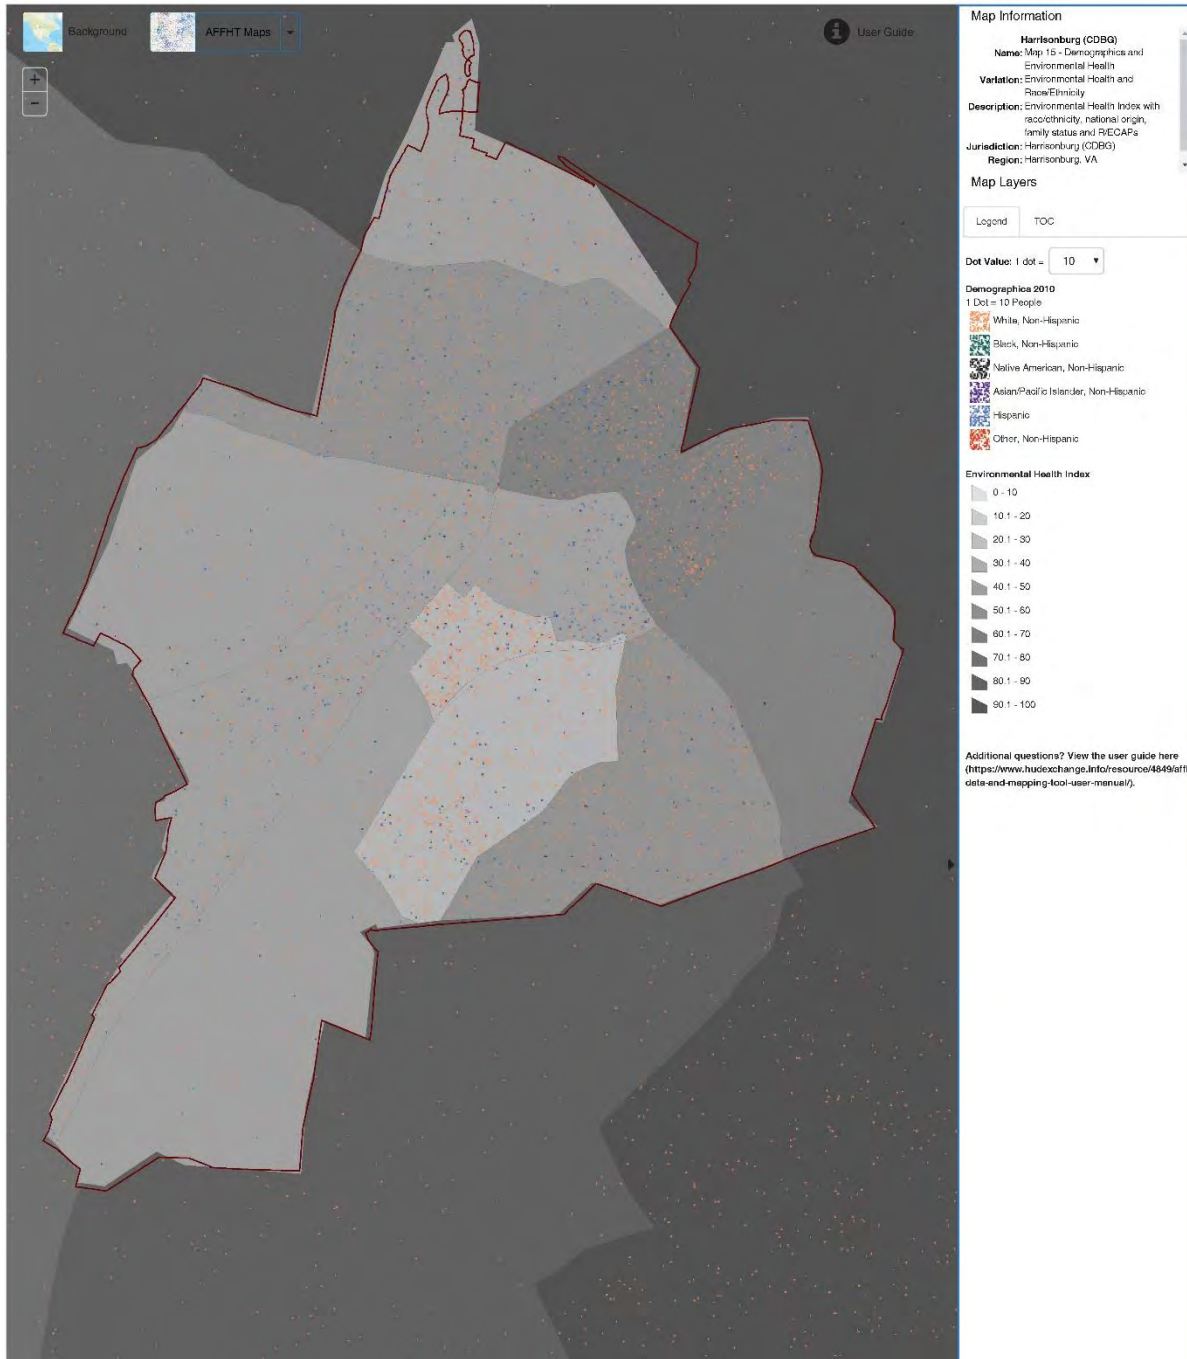 Background
AFFHT Maps
User Guide
+
−
Map Information
Harrisonburg (CDBG)
Name: Map 15 - Demographics and
Environmental Health
Variation: Environmental Health and
Race/Ethnicity
Description: Environmental Health Index with
race/ethnicity, national origin,
family status and R/ECAPs
Jurisdiction: Harrisonburg (CDBG)
Region: Harrisonburg, VA
Map Layers
Legend TOC
Dot Value: 1 dot = 10
Demographics 2010
1 Dot = 10 People
White, Non-Hispanic
Black, Non-Hispanic
Native American, Non-Hispanic
Asian/Pacific Islander, Non-Hispanic
Hispanic
Other, Non-Hispanic
Environmental Health Index
0 - 10
10.1 - 20
20.1 - 30
30.1 - 40
40.1 - 50
50.1 - 60
60.1 - 70
70.1 - 80
80.1 - 90
90.1 - 100
Additional questions? View the user guide here
(https://www.hudexchange.info/resource/4849/affh
data-and-mapping-tool-user-manual/).